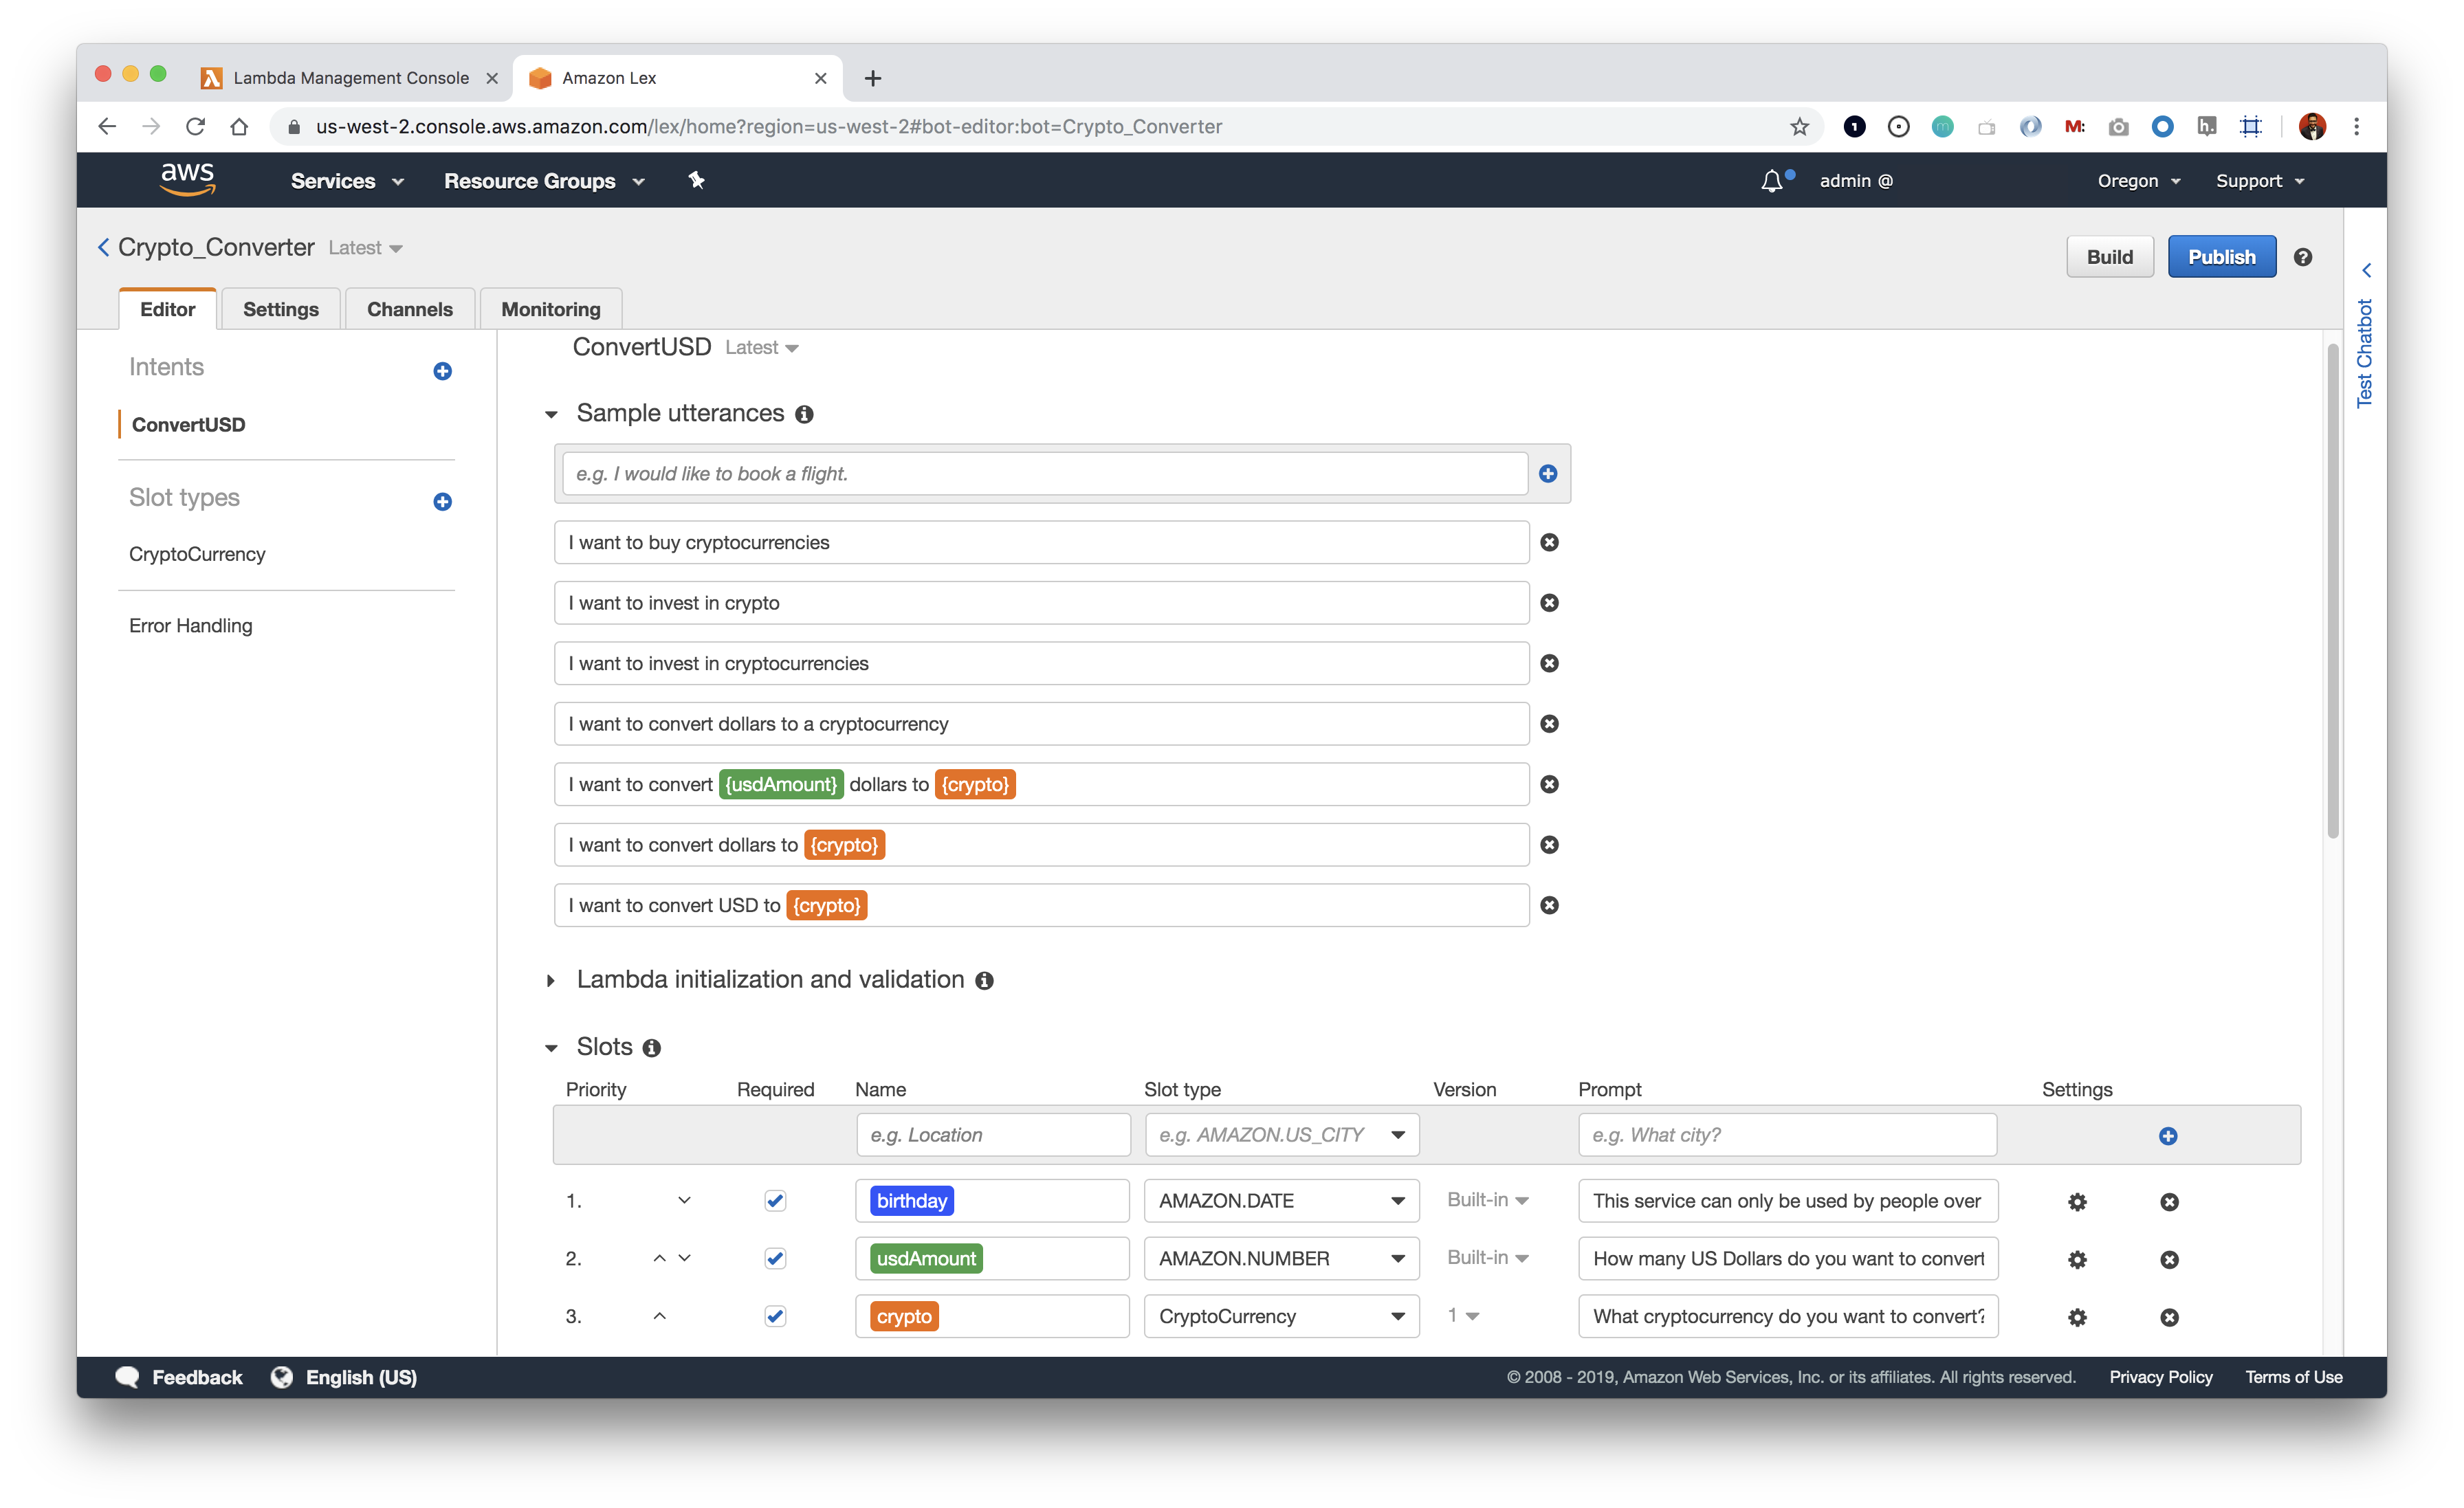 Lambda Management Console
Amazon Lex
us-west-2.console.aws.amazon.com/lex/home?region=us-west-2#bot-editor:bot=Crypto_Converter
aws
Services
Resource Groups
admin @
Oregon
Support
Crypto_Converter Latest
Build
Publish
Editor
Settings
Channels
Monitoring
Test Chatbot
Intents
ConvertUSD
Slot types
CryptoCurrency
Error Handling
ConvertUSD Latest
Sample utterances
e.g. I would like to book a flight.
I want to buy cryptocurrencies
I want to invest in crypto
I want to invest in cryptocurrencies
I want to convert dollars to a cryptocurrency
I want to convert {usdAmount} dollars to {crypto}
I want to convert dollars to {crypto}
I want to convert USD to {crypto}
Lambda initialization and validation
Slots
Priority Required Name Slot type Version Prompt Settings
e.g. Location e.g. AMAZON.US_CITY e.g. What city?
1. birthday AMAZON.DATE Built-in This service can only be used by people over
2. usdAmount AMAZON.NUMBER Built-in How many US Dollars do you want to convert
3. crypto CryptoCurrency 1 What cryptocurrency do you want to convert?
Feedback English (US) © 2008 - 2019, Amazon Web Services, Inc. or its affiliates. All rights reserved. Privacy Policy Terms of Use